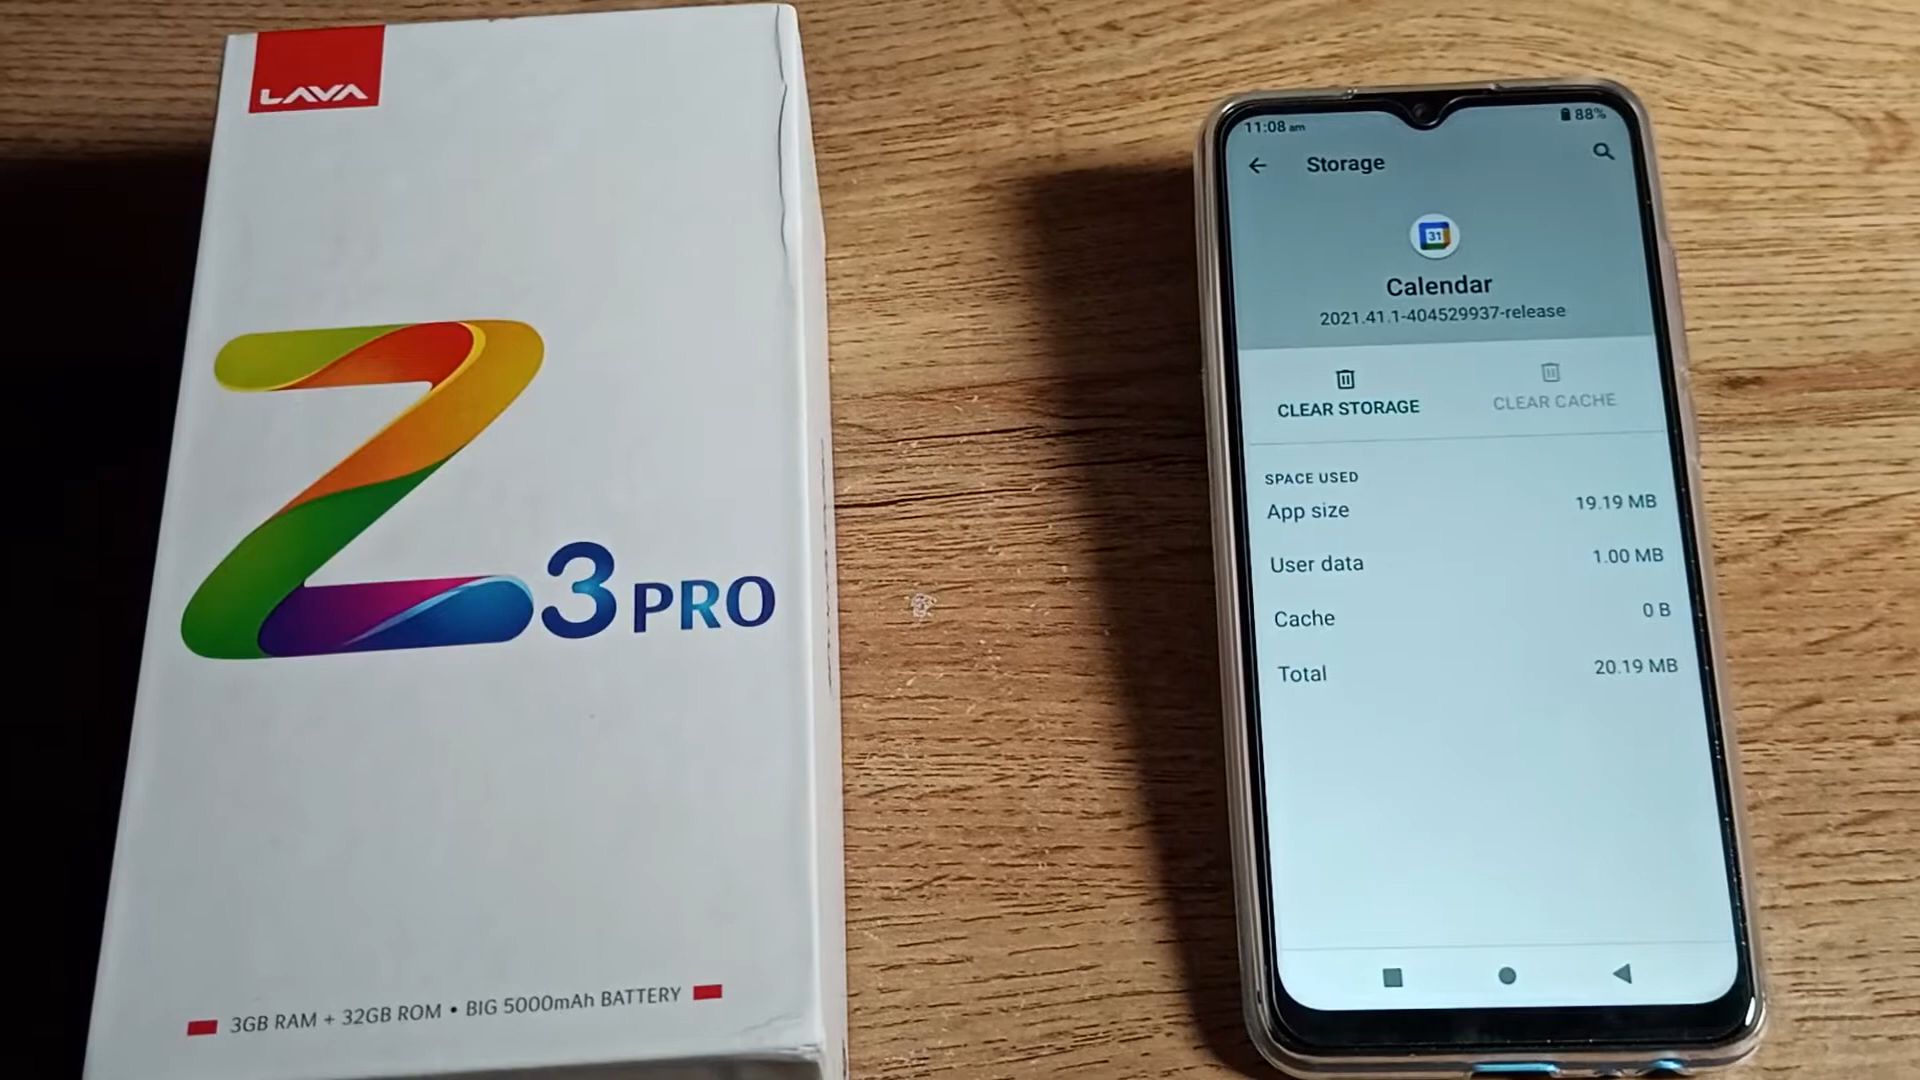 LAVA
Z3 PRO
3GB RAM + 32GB ROM • BIG 5000mAh BATTERY
11:08 am 88%
Storage
31
Calendar
2021.41.1-404529937-release
CLEAR STORAGE CLEAR CACHE
SPACE USED
App size 19.19 MB
User data 1.00 MB
Cache 0 B
Total 20.19 MB